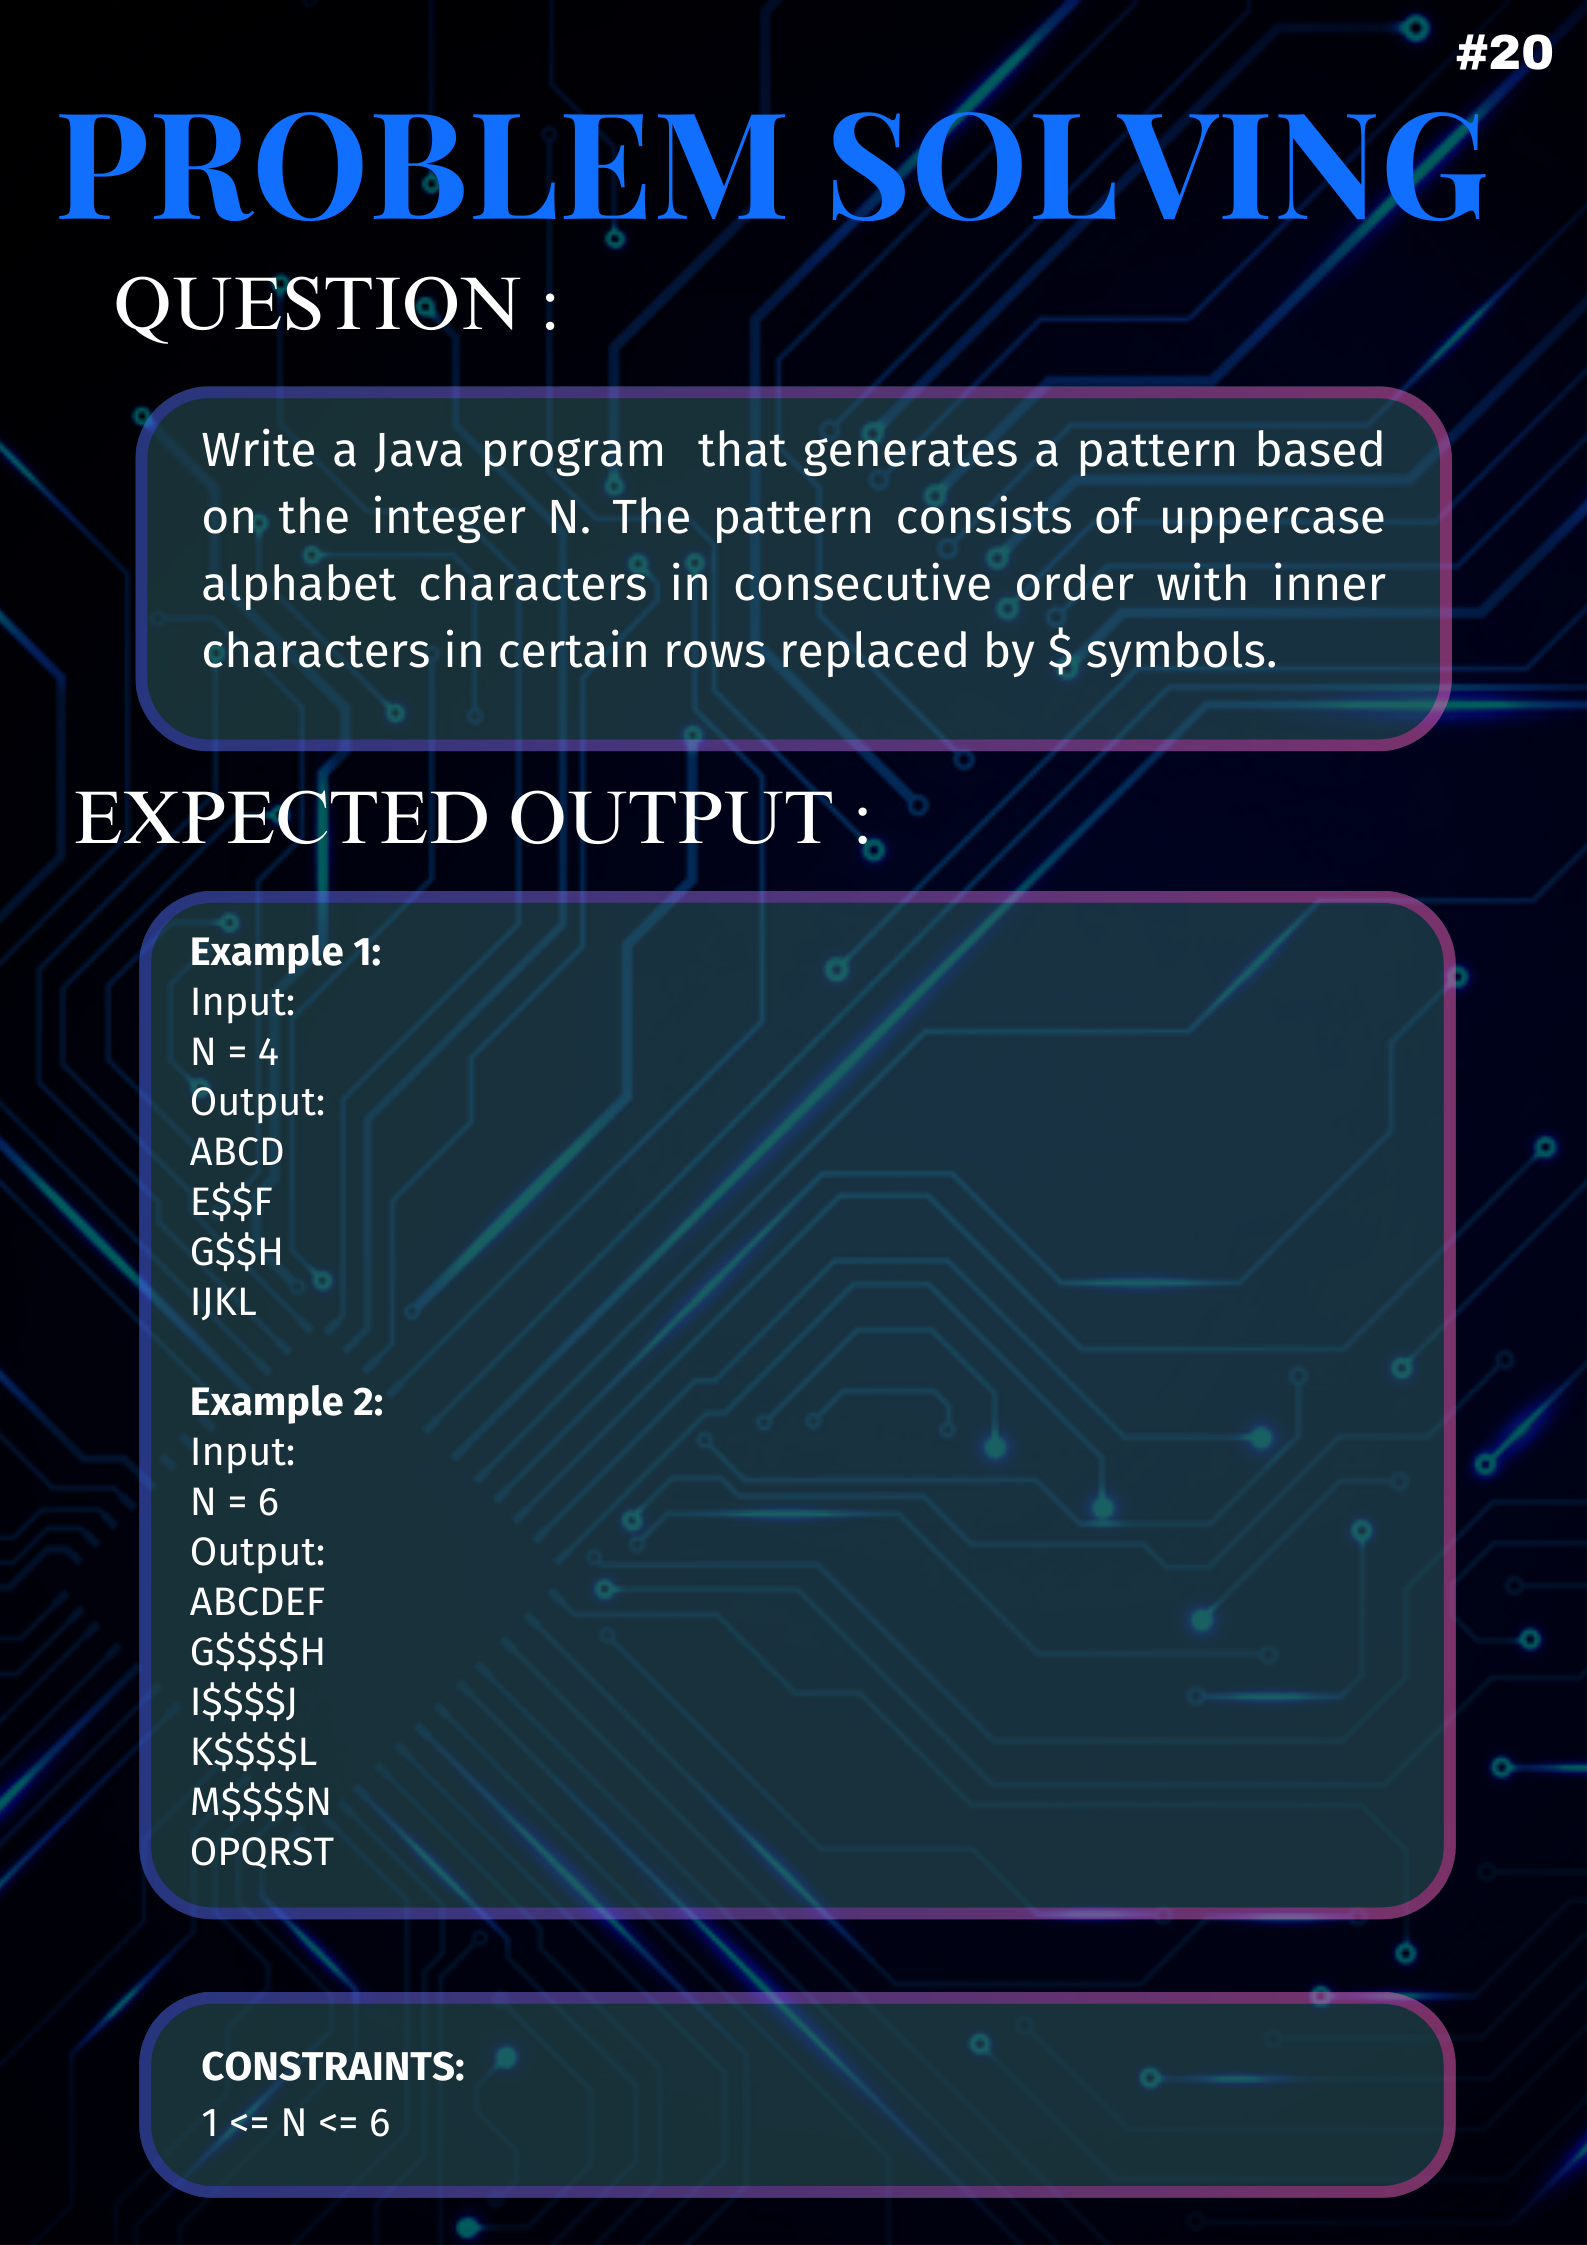 #20
PROBLEM SOLVING
QUESTION :
Write a Java program that generates a pattern based
on the integer N. The pattern consists of uppercase
alphabet characters in consecutive order with inner
characters in certain rows replaced by $ symbols.
EXPECTED OUTPUT :
Example 1:
Input:
N = 4
Output:
ABCD
E$$F
G$$H
IJKL
Example 2:
Input:
N = 6
Output:
ABCDEF
G$$$$H
I$$$$J
K$$$$L
M$$$$N
OPQRST
CONSTRAINTS:
1 <= N <= 6